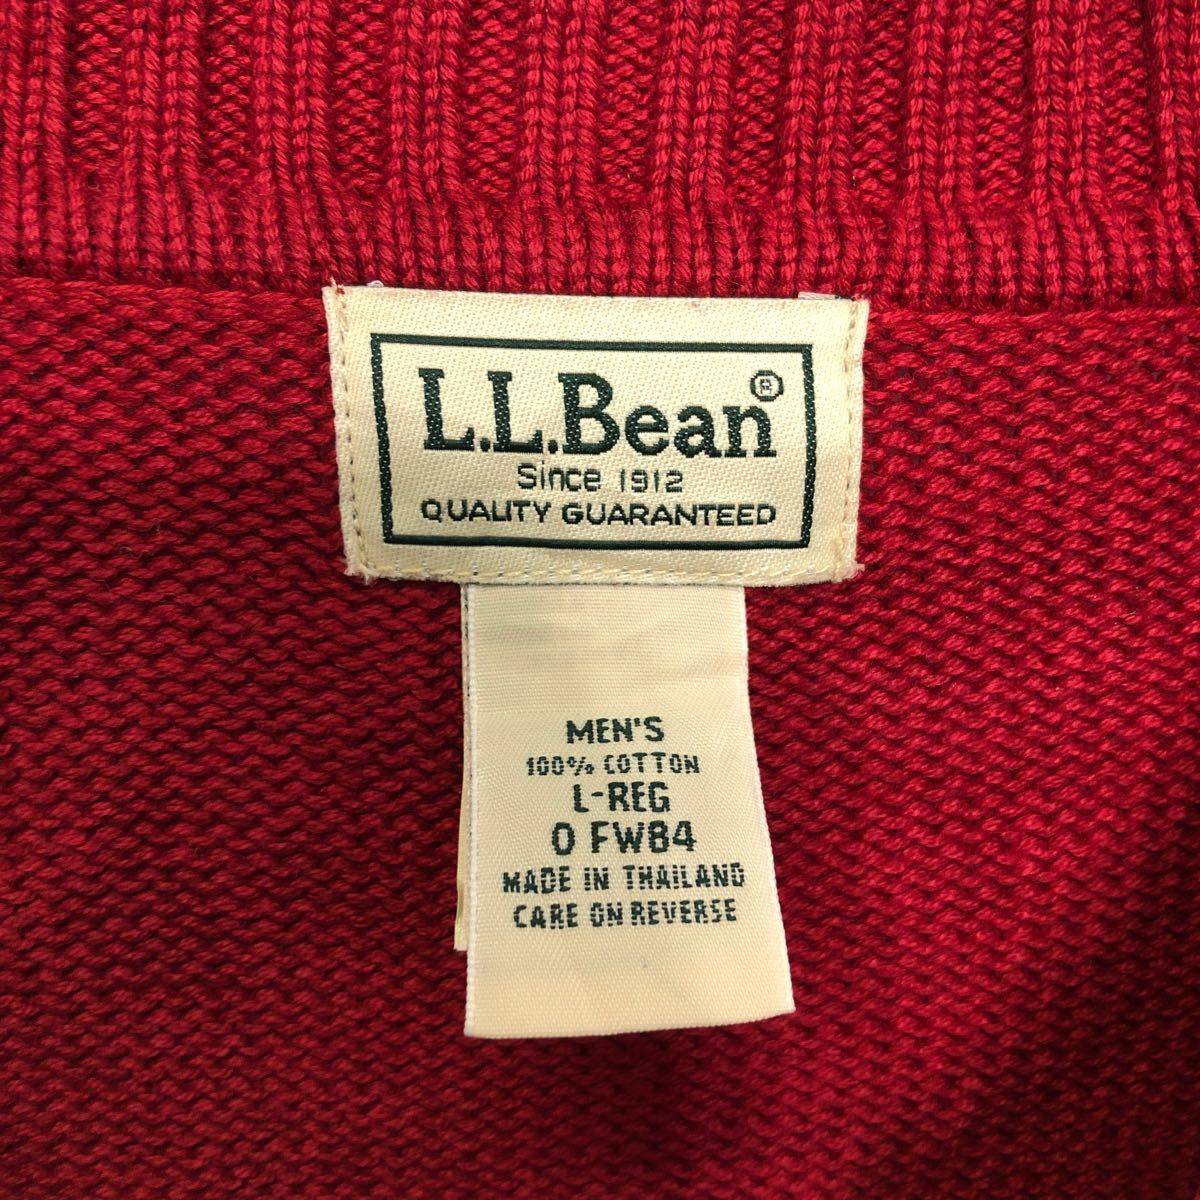 L.L.Bean®
Since 1912
QUALITY GUARANTEED
MEN'S
100% COTTON
L-REG
0 FW84
MADE IN THAILAND
CARE ON REVERSE